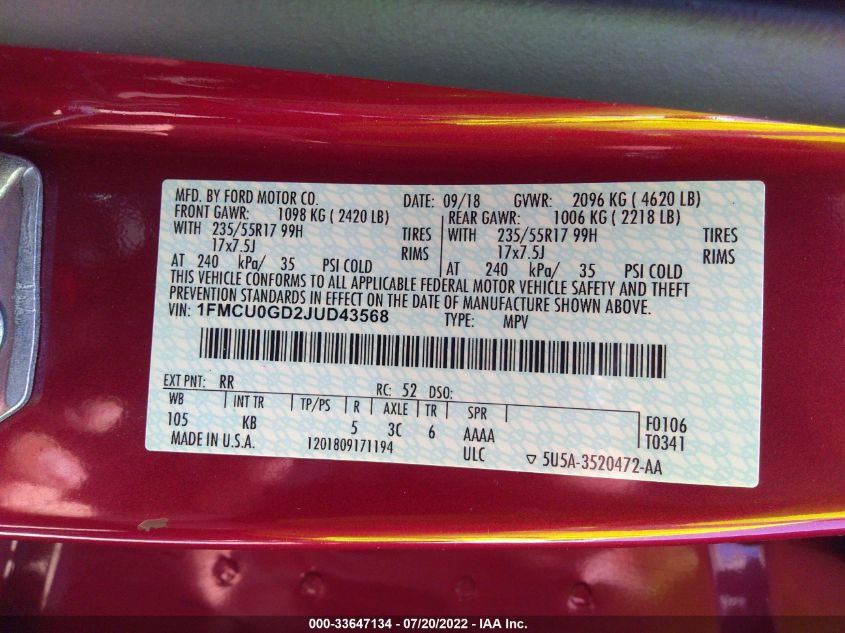 MFD. BY FORD MOTOR CO. DATE: 09/18 GVWR: 2096 KG ( 4620 LB)
FRONT GAWR: 1098 KG ( 2420 LB) REAR GAWR: 1006 KG ( 2218 LB)
WITH 235/55R17 99H TIRES WITH 235/55R17 99H TIRES
17x7.5J RIMS 17x7.5J RIMS
AT 240 kPa/ 35 PSI COLD AT 240 kPa/ 35 PSI COLD
THIS VEHICLE CONFORMS TO ALL APPLICABLE FEDERAL MOTOR VEHICLE SAFETY AND THEFT
PREVENTION STANDARDS IN EFFECT ON THE DATE OF MANUFACTURE SHOWN ABOVE.
VIN: 1FMCU0GD2JUD43568 TYPE: MPV
EXT PNT: RR RC: 52 DSO:
WB INT TR TP/PS R AXLE TR SPR F0106
105 KB 5 3C 6 AAAA T0341
MADE IN U.S.A. 1201809171194 ULC ▽ 5U5A-3520472-AA
000-33647134 - 07/20/2022 - IAA Inc.